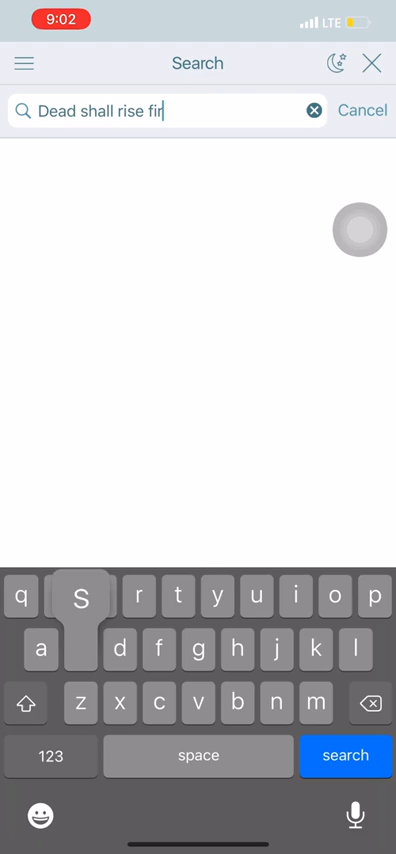 9:02
LTE
Search
Dead shall rise fir
Cancel
q S r t y u i o p
a d f g h j k l
z x c v b n m
123 space search